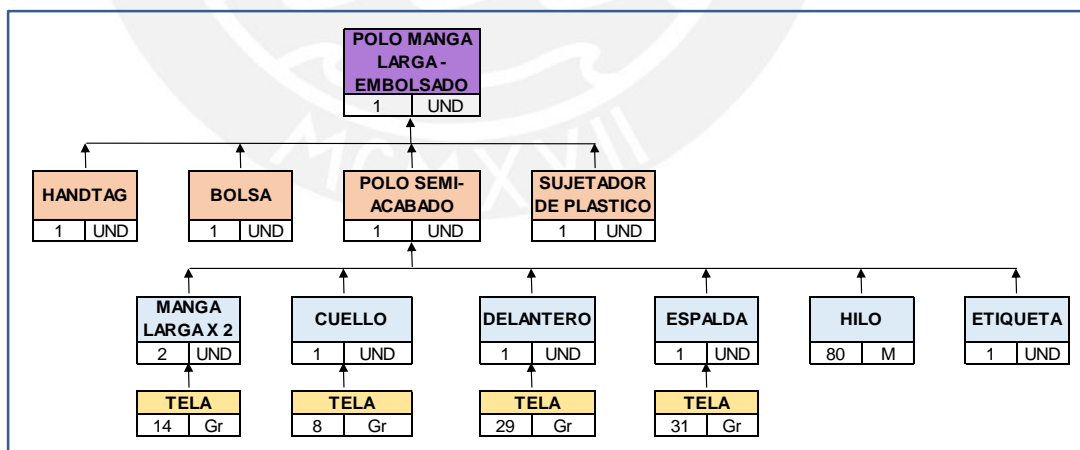 MCMXVII
POLO MANGA
LARGA -
EMBOLSADO
1 UND
HANDTAG
1 UND
BOLSA
1 UND
POLO SEMI-
ACABADO
1 UND
SUJETADOR
DE PLASTICO
1 UND
MANGA
LARGA X 2
2 UND
CUELLO
1 UND
DELANTERO
1 UND
ESPALDA
1 UND
HILO
80 M
ETIQUETA
1 UND
TELA
14 Gr
TELA
8 Gr
TELA
29 Gr
TELA
31 Gr